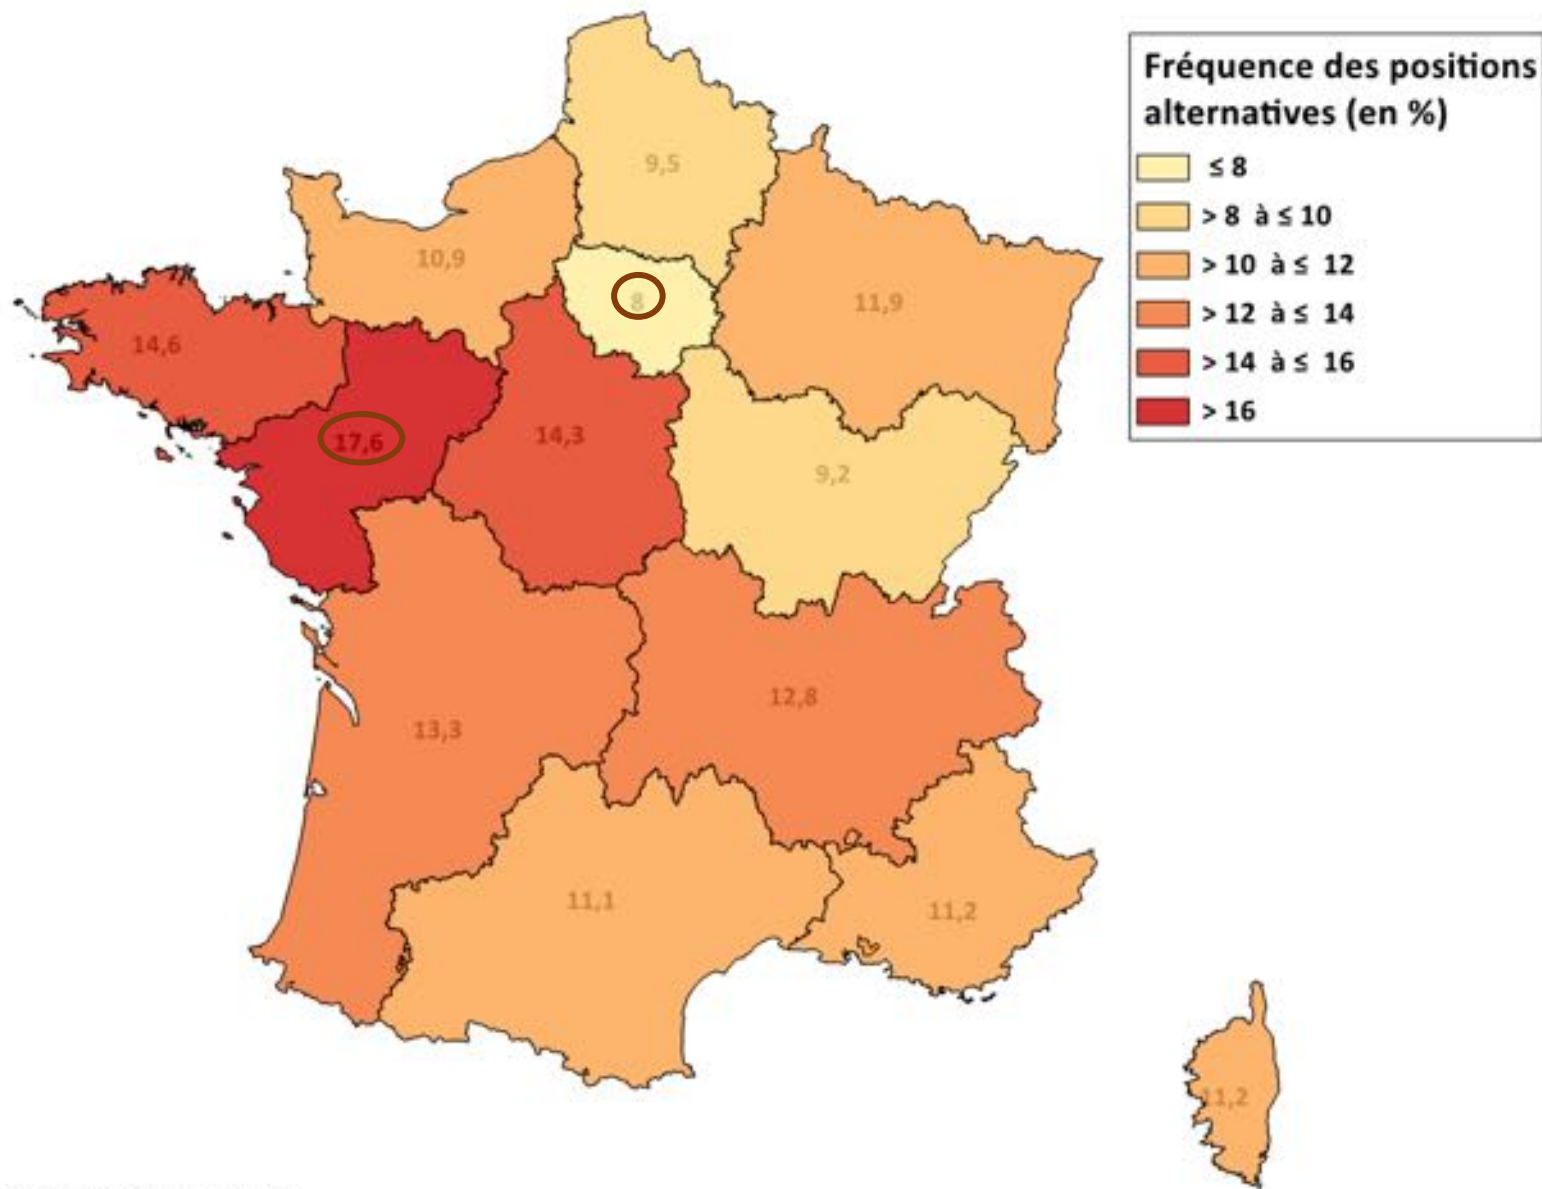 Fréquence des positions
alternatives (en %)
≤ 8
> 8 à ≤ 10
> 10 à ≤ 12
> 12 à ≤ 14
> 14 à ≤ 16
> 16
9,5
10,9
8
11,9
14,6
17,6
14,3
9,2
12,8
13,3
11,1
11,2
11,2